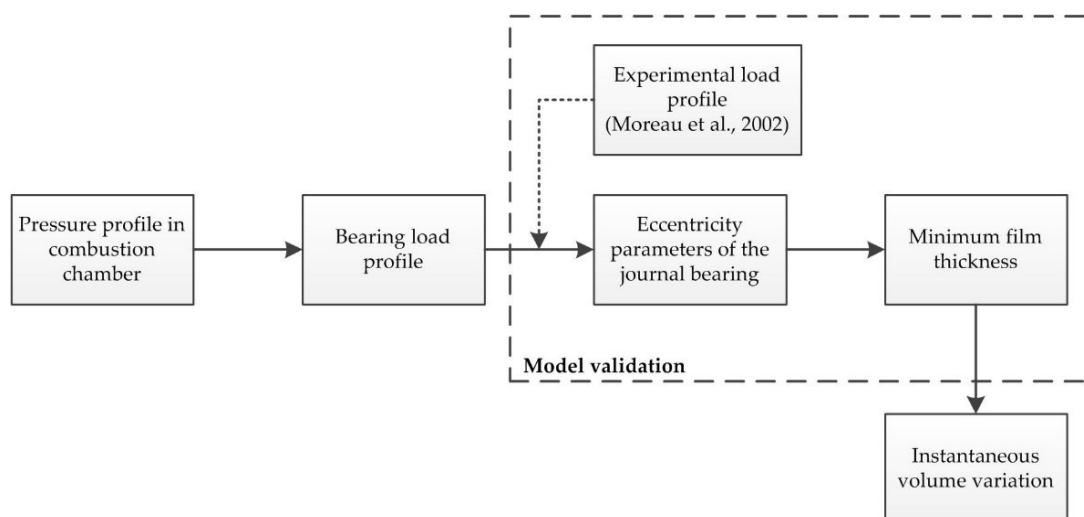 Experimental load
profile
(Moreau et al., 2002)
Pressure profile in
combustion
chamber
Bearing load
profile
Eccentricity
parameters of the
journal bearing
Minimum film
thickness
Model validation
Instantaneous
volume variation